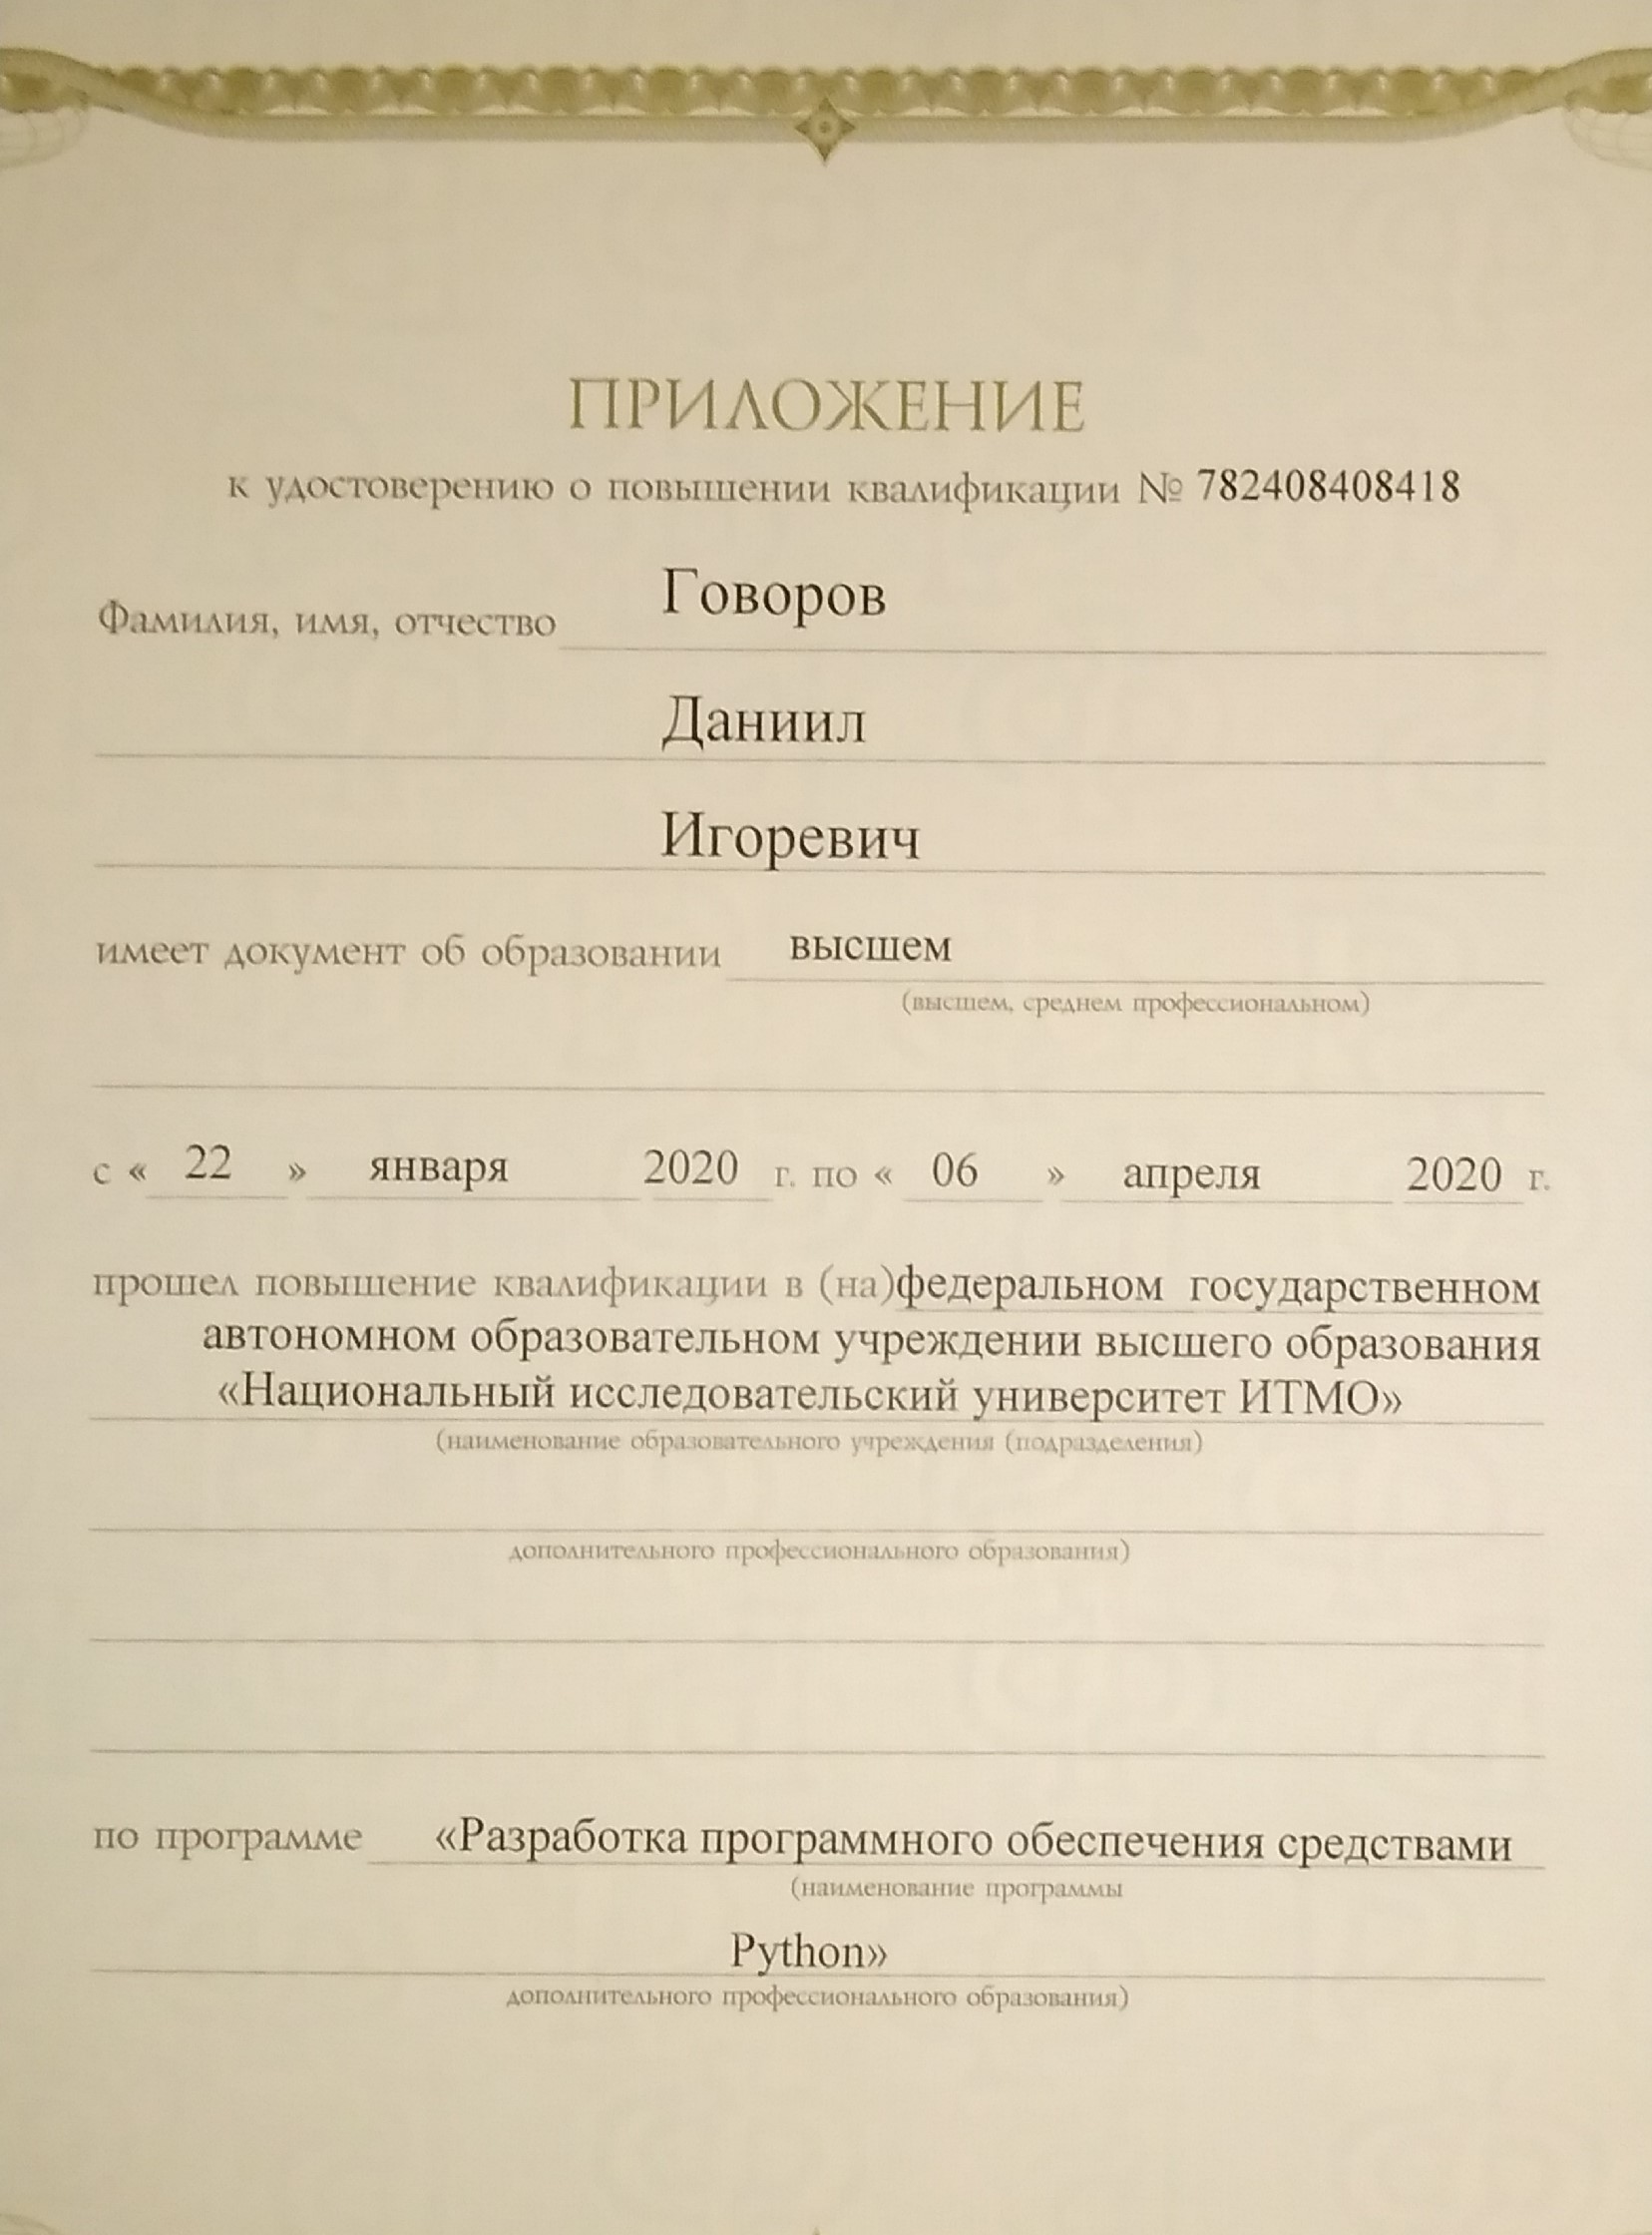 ПРИЛОЖЕНИЕ
к удостоверению о повышении квалификации № 782408408418
Фамилия, имя, отчество Говоров
Даниил
Игоревич
имеет документ об образовании высшем
(высшем, среднем профессиональном)
с « 22 » января 2020 г. по « 06 » апреля 2020 г.
прошел повышение квалификации в (на)федеральном государственном
автономном образовательном учреждении высшего образования
«Национальный исследовательский университет ИТМО»
(наименование образовательного учреждения (подразделения)
дополнительного профессионального образования)
по программе «Разработка программного обеспечения средствами
(наименование программы
Python»
дополнительного профессионального образования)